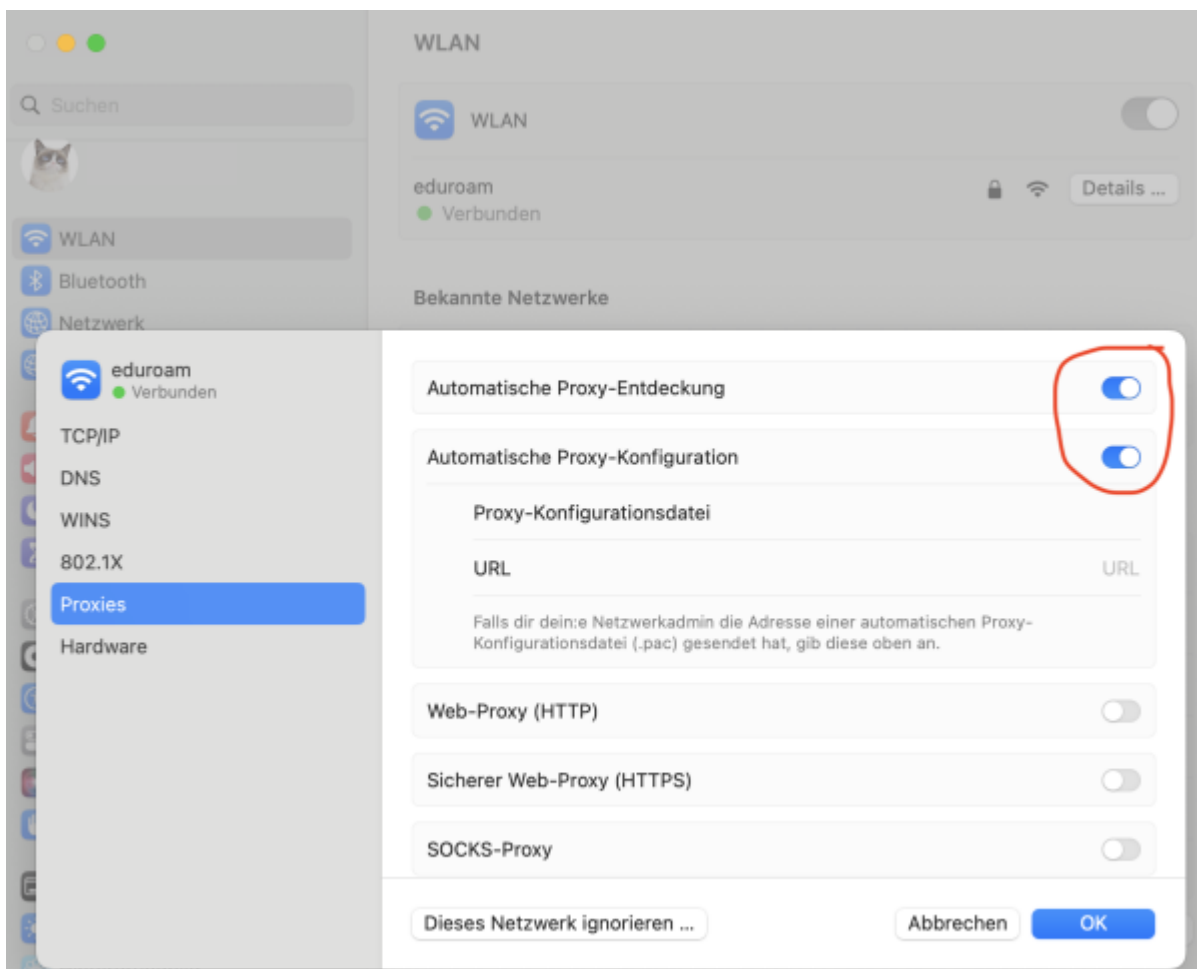 WLAN
Suchen
WLAN
eduroam
Details ...
Verbunden
WLAN
Bluetooth
Bekannte Netzwerke
Netzwerk
eduroam
Verbunden
TCP/IP
DNS
WINS
802.1X
Proxies
Hardware
Automatische Proxy-Entdeckung
Automatische Proxy-Konfiguration
Proxy-Konfigurationsdatei
URL URL
Falls dir dein:e Netzwerkadmin die Adresse einer automatischen Proxy-
Konfigurationsdatei (.pac) gesendet hat, gib diese oben an.
Web-Proxy (HTTP)
Sicherer Web-Proxy (HTTPS)
SOCKS-Proxy
Dieses Netzwerk ignorieren ...
Abbrechen
OK